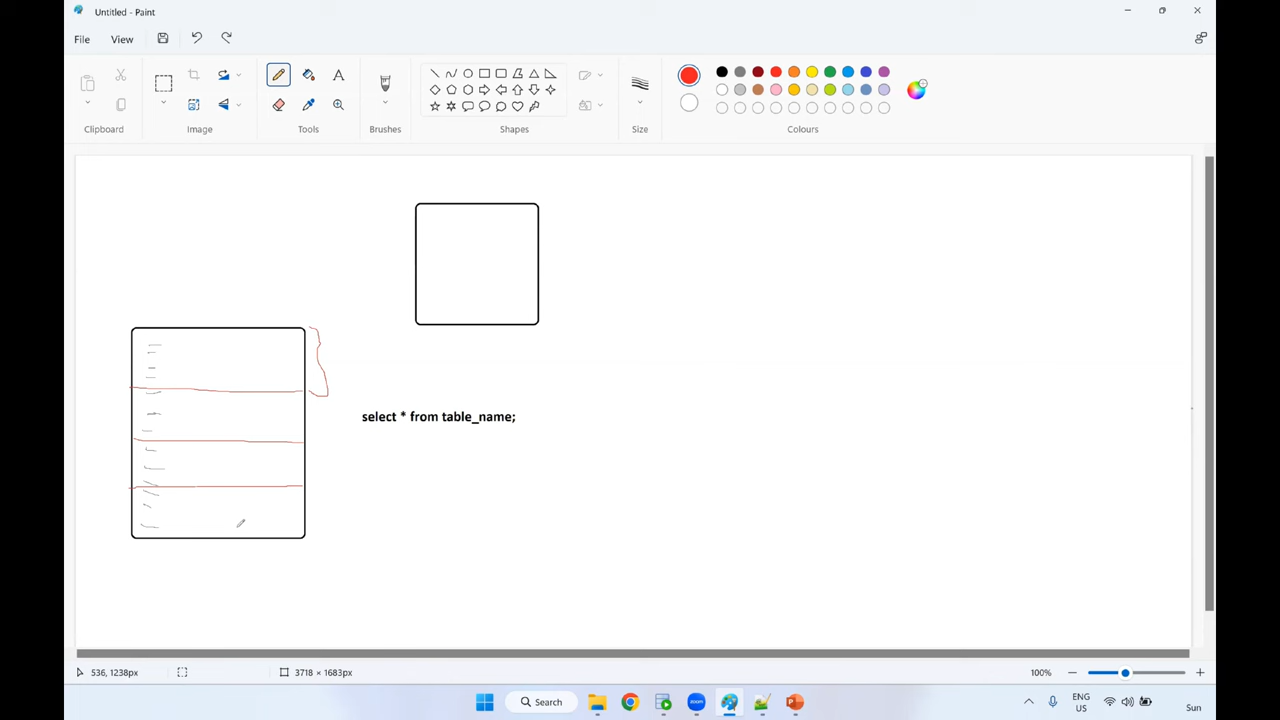 Untitled - Paint
File
View
Clipboard
Image
Tools
Brushes
Shapes
Size
Colours
select * from table_name;
536, 1238px
3718 × 1683px
100%
Search
ENG
US
Sun